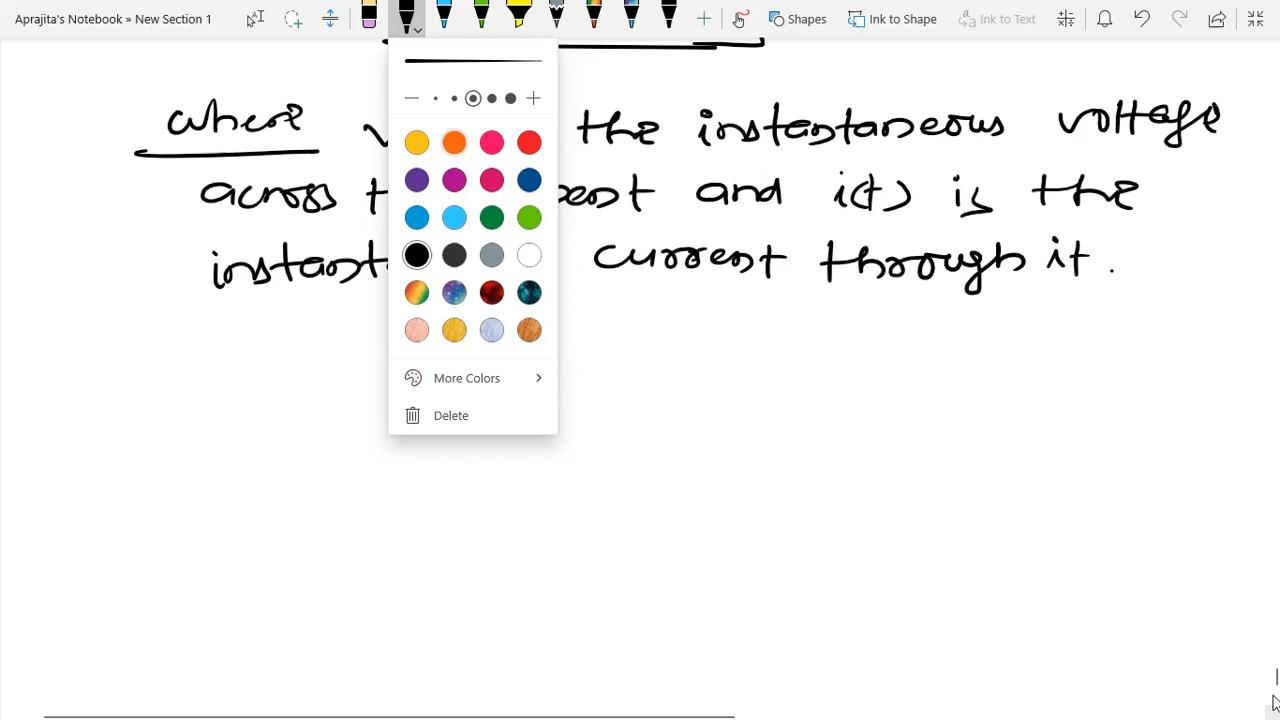 Aprajita's Notebook » New Section 1
Shapes
Ink to Shape
Ink to Text
where the instantaneous voltage
across and i(t) is the
current through it.
More Colors
Delete